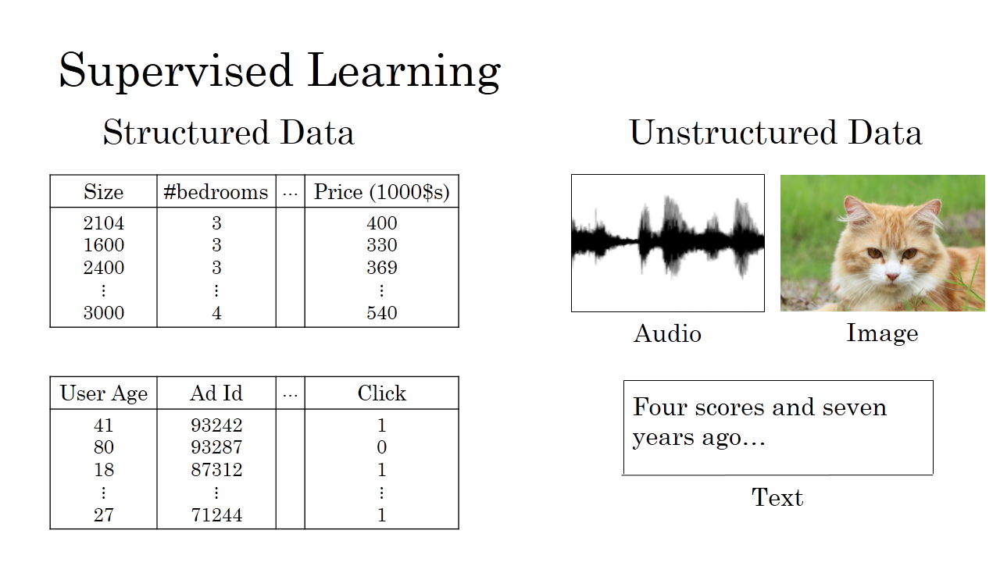 Supervised Learning
Structured Data
Size #bedrooms ... Price (1000$s)
2104 3 400
1600 3 330
2400 3 369
⋮ ⋮ ⋮
3000 4 540
User Age Ad Id ... Click
41 93242 1
80 93287 0
18 87312 1
⋮ ⋮ ⋮
27 71244 1
Unstructured Data
Audio
Image
Four scores and seven
years ago...
Text